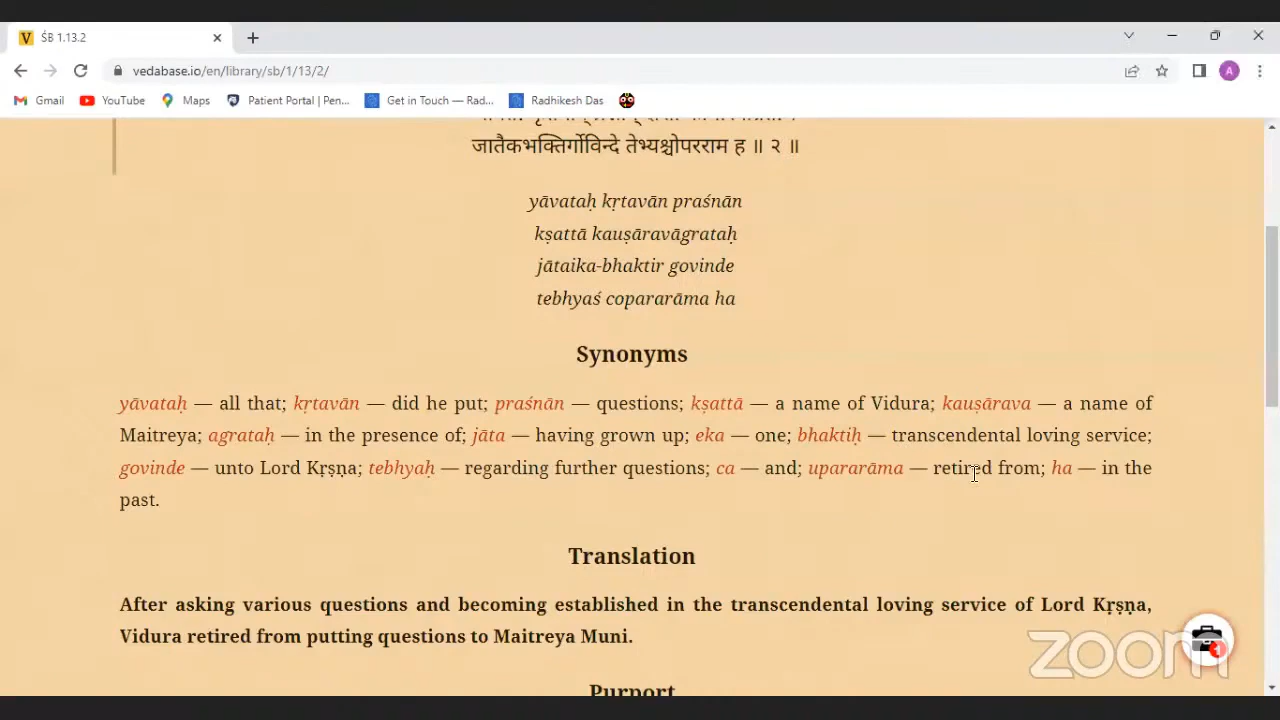 ŚB 1.13.2
vedabase.io/en/library/sb/1/13/2/
A
Gmail YouTube Maps Patient Portal | Pen... Get in Touch — Rad... Radhikesh Das
जातैकभक्तिर्गोविन्दे तेभ्यश्चोपरराम ह ॥ २ ॥
yāvataḥ kṛtavān praśnān
kṣattā kauṣāravāgrataḥ
jātaika-bhaktir govinde
tebhyaś copararāma ha
Synonyms
yāvataḥ — all that; kṛtavān — did he put; praśnān — questions; kṣattā — a name of Vidura; kauṣārava — a name of
Maitreya; agrataḥ — in the presence of; jāta — having grown up; eka — one; bhaktiḥ — transcendental loving service;
govinde — unto Lord Kṛṣṇa; tebhyaḥ — regarding further questions; ca — and; upararāma — retired from; ha — in the
past.
Translation
After asking various questions and becoming established in the transcendental loving service of Lord Kṛṣṇa,
Vidura retired from putting questions to Maitreya Muni.
zoom
1
Purport